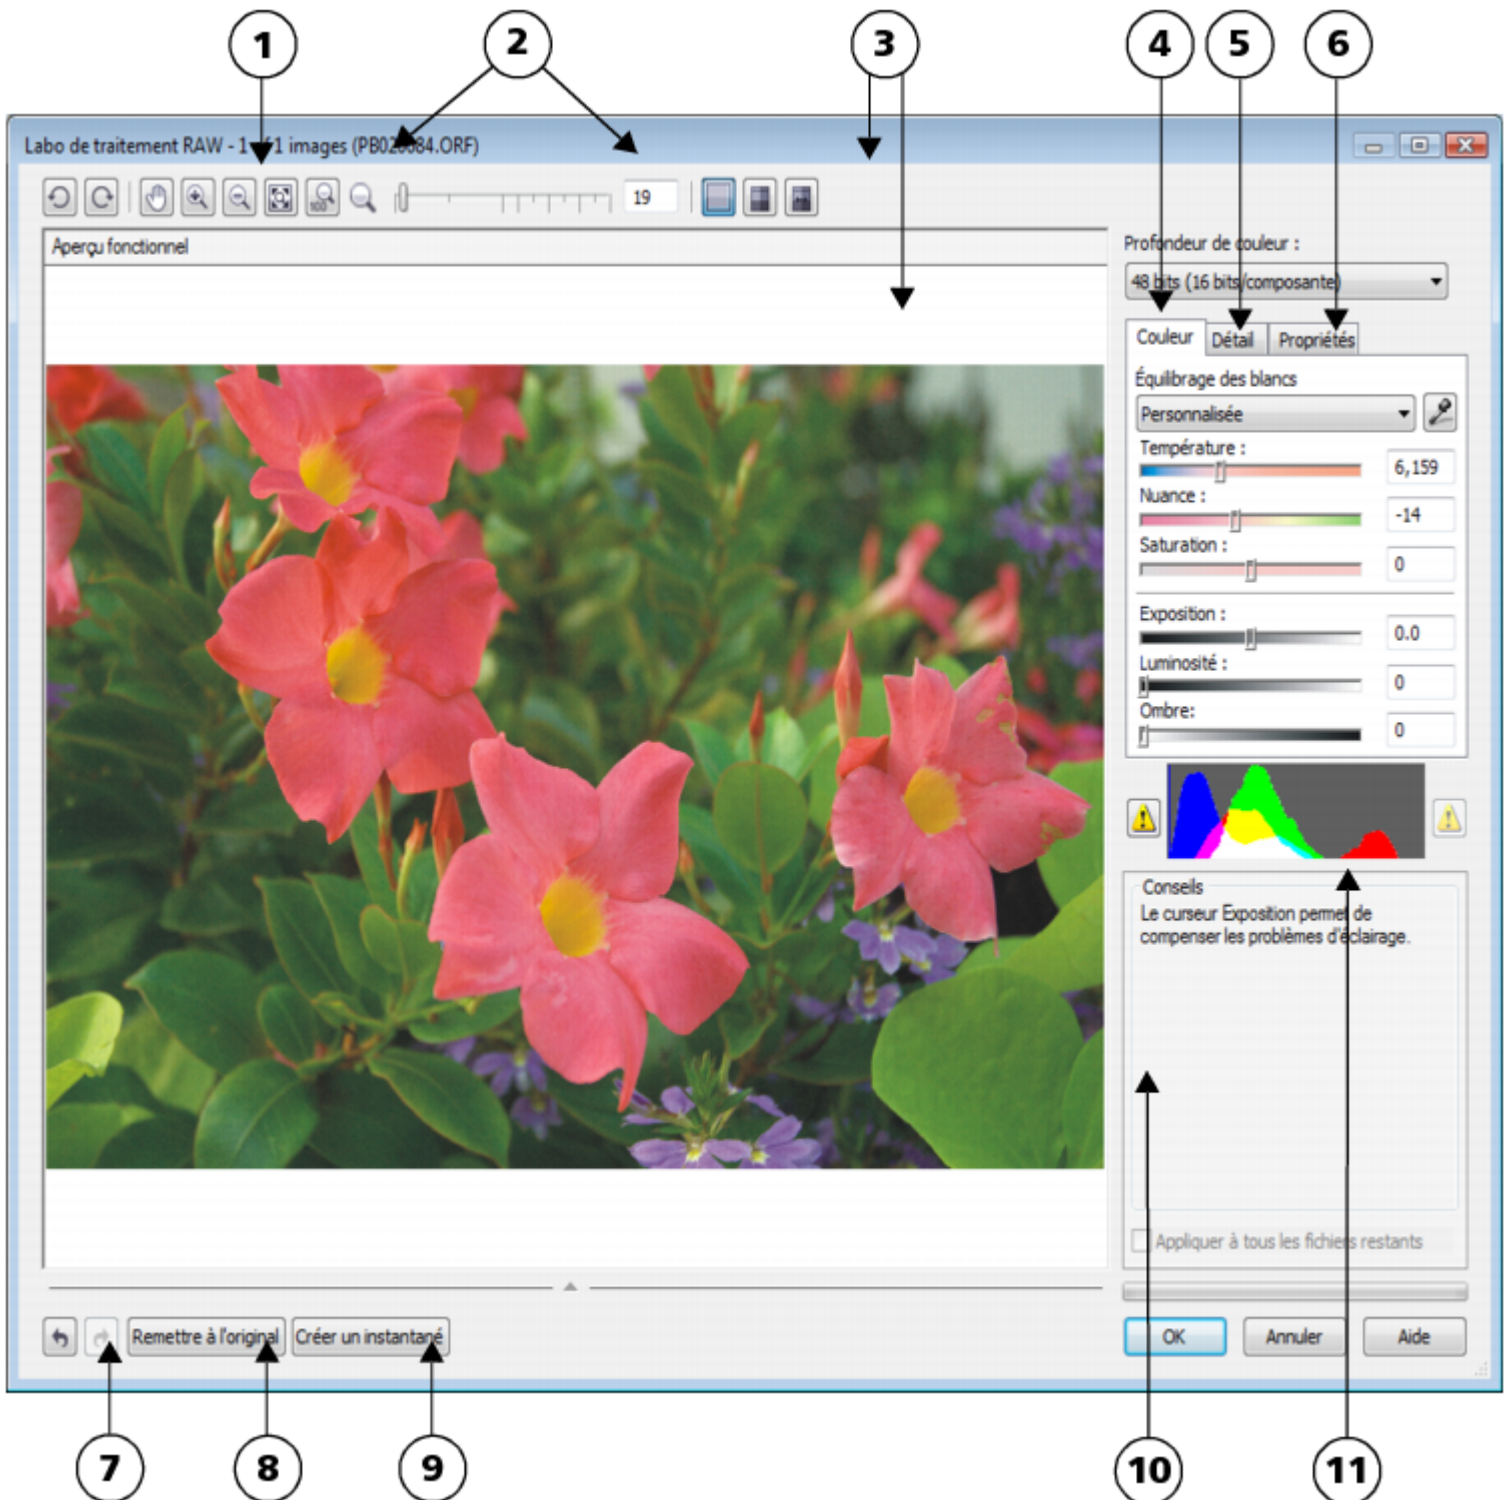 1 2 3 4 5 6
Labo de traitement RAW - 1 1 images (PB02 084.ORF)
100 19
Aperçu fonctionnel
Profondeur de couleur :
48 bits (16 bits/composante)
Couleur Détail Propriétés
Équilibrage des blancs
Personnalisée
Température :
6,159
Nuance :
-14
Saturation :
0
Exposition :
0.0
Luminosité :
0
Ombre:
0
Conseils
Le curseur Exposition permet de
compenser les problèmes d'éclairage.
Appliquer à tous les fichiers restants
Remettre à l'original Créer un instantané
OK Annuler Aide
7 8 9 10 11